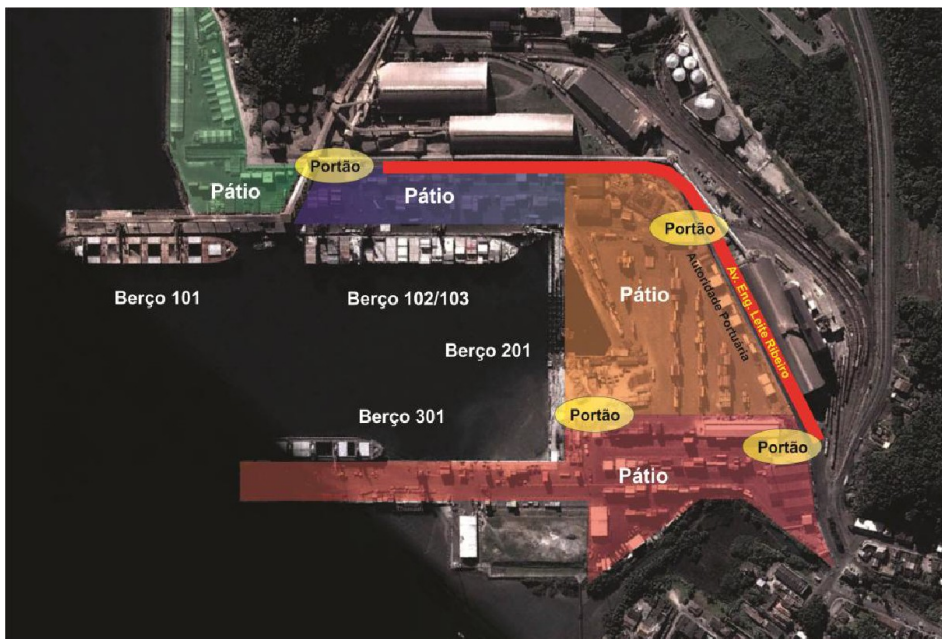 Portão
Pátio
Pátio
Portão
Berço 101
Berço 102/103
Pátio
Autoridade Portuária
Av. Eng. Leite Ribeiro
Berço 201
Berço 301
Portão
Portão
Pátio